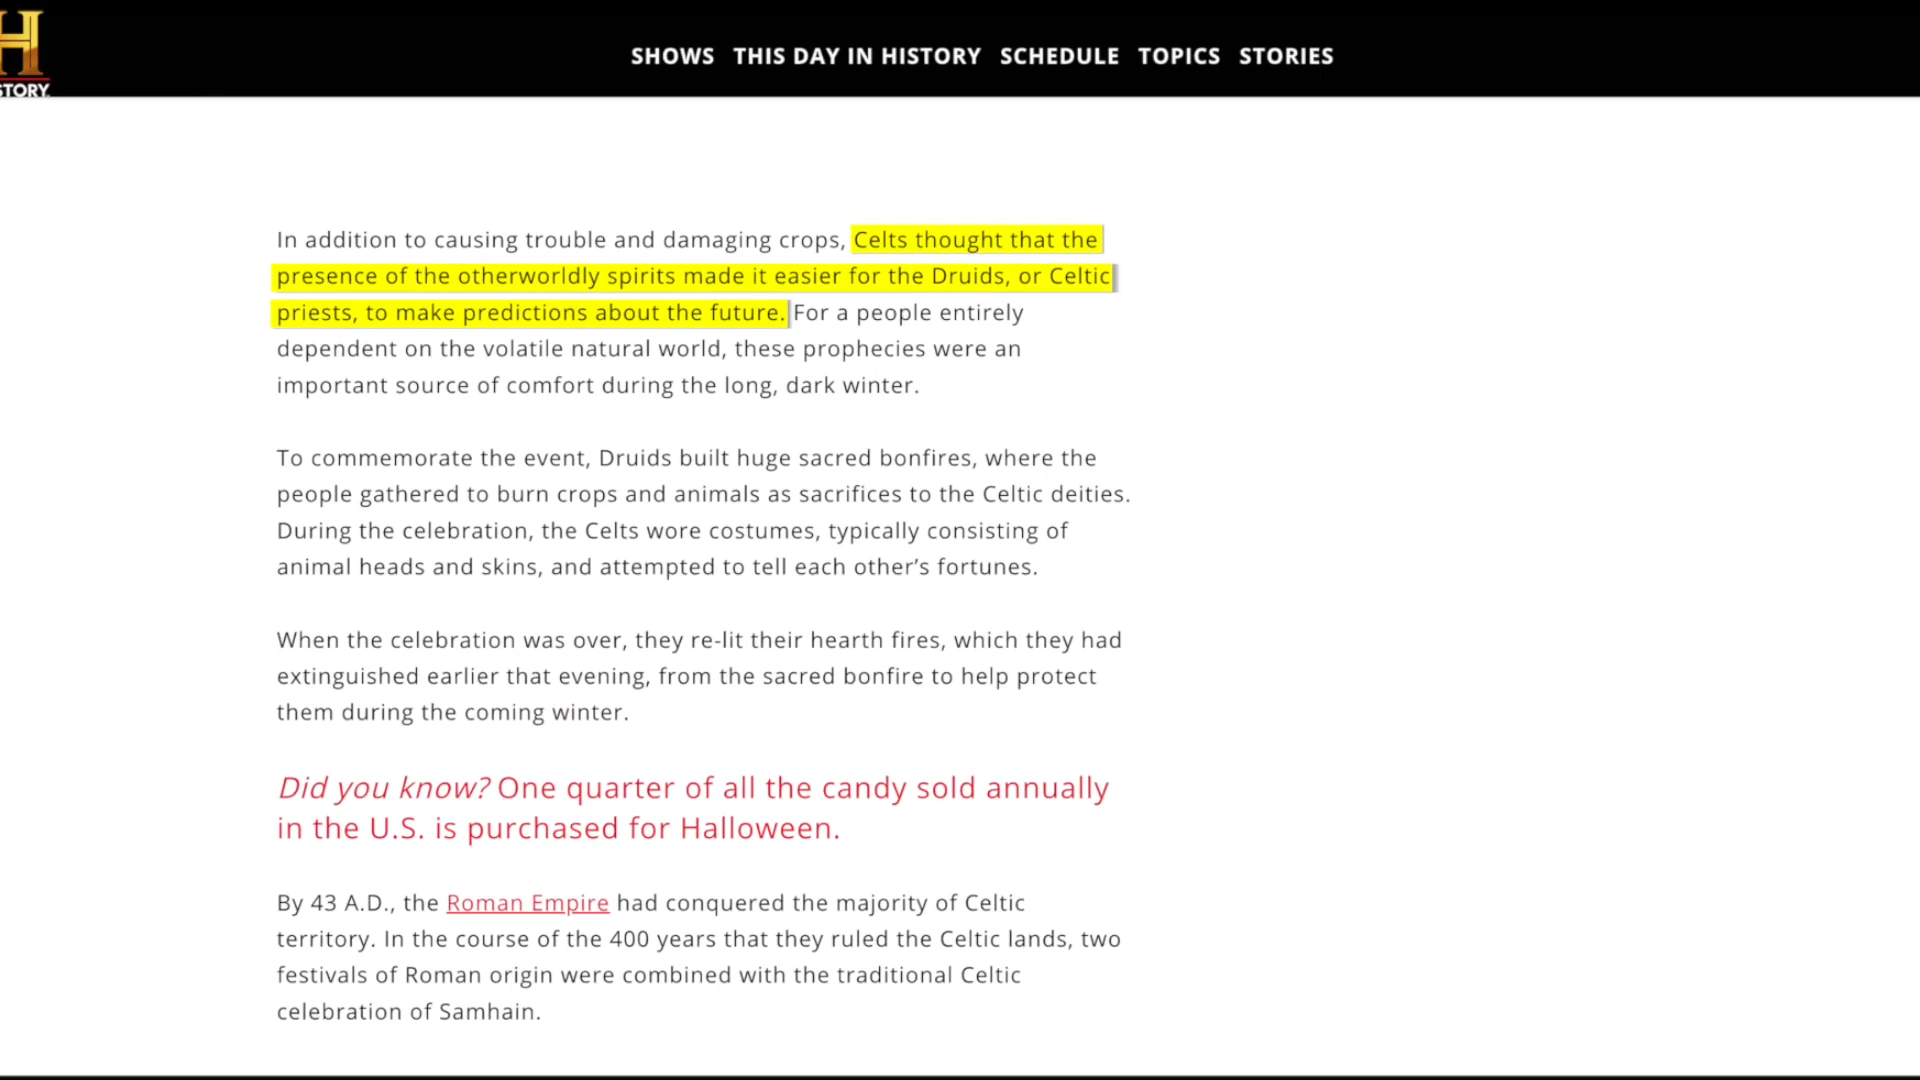 H
STORY
SHOWS THIS DAY IN HISTORY SCHEDULE TOPICS STORIES
In addition to causing trouble and damaging crops, Celts thought that the
presence of the otherworldly spirits made it easier for the Druids, or Celtic
priests, to make predictions about the future. For a people entirely
dependent on the volatile natural world, these prophecies were an
important source of comfort during the long, dark winter.
To commemorate the event, Druids built huge sacred bonfires, where the
people gathered to burn crops and animals as sacrifices to the Celtic deities.
During the celebration, the Celts wore costumes, typically consisting of
animal heads and skins, and attempted to tell each other’s fortunes.
When the celebration was over, they re-lit their hearth fires, which they had
extinguished earlier that evening, from the sacred bonfire to help protect
them during the coming winter.
Did you know? One quarter of all the candy sold annually
in the U.S. is purchased for Halloween.
By 43 A.D., the Roman Empire had conquered the majority of Celtic
territory. In the course of the 400 years that they ruled the Celtic lands, two
festivals of Roman origin were combined with the traditional Celtic
celebration of Samhain.